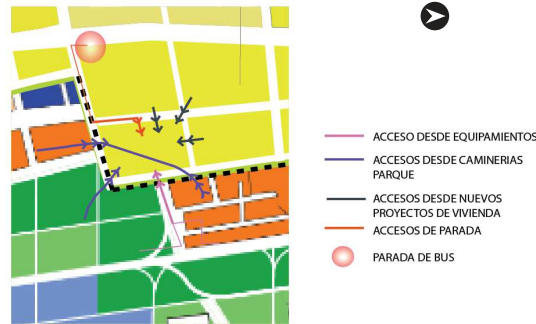 ACCESO DESDE EQUIPAMIENTOS
ACCESOS DESDE CAMINERIAS
PARQUE
ACCESOS DESDE NUEVOS
PROYECTOS DE VIVIENDA
ACCESOS DE PARADA
PARADA DE BUS